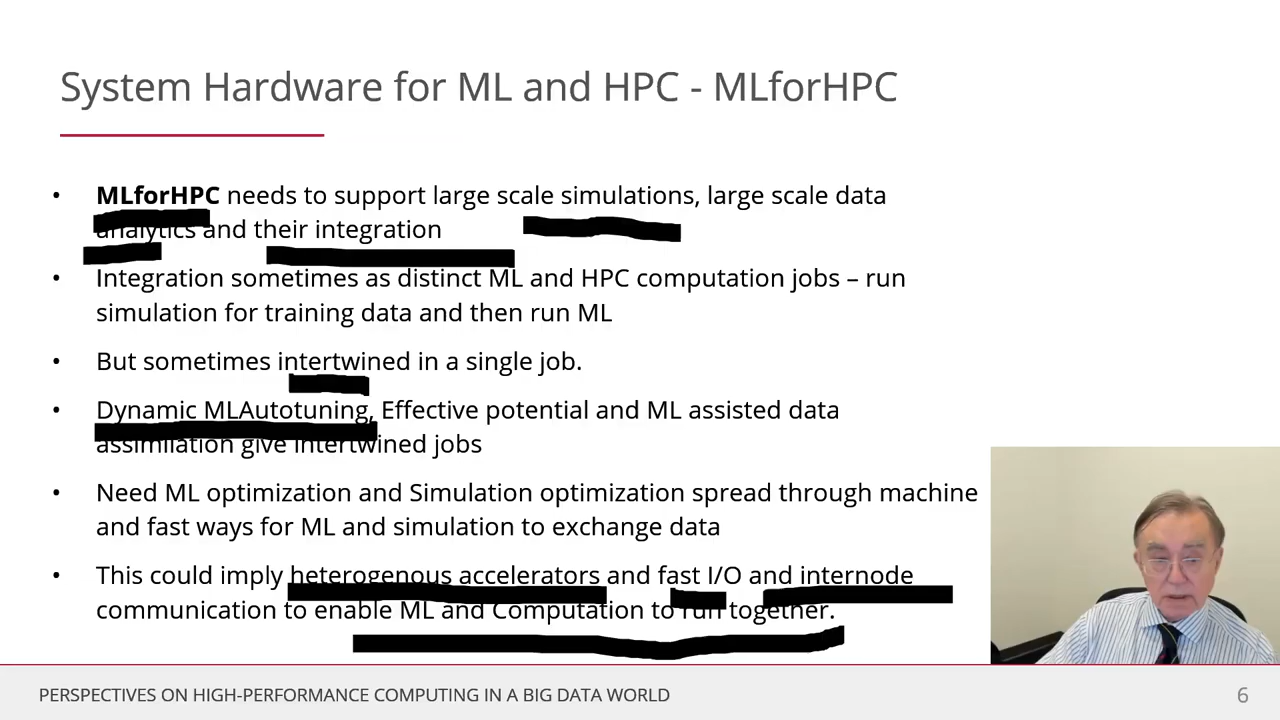 System Hardware for ML and HPC - MLforHPC
• MLforHPC needs to support large scale simulations, large scale data
analytics and their integration
• Integration sometimes as distinct ML and HPC computation jobs – run
simulation for training data and then run ML
• But sometimes intertwined in a single job.
• Dynamic MLAutotuning, Effective potential and ML assisted data
assimilation give intertwined jobs
• Need ML optimization and Simulation optimization spread through machine
and fast ways for ML and simulation to exchange data
• This could imply heterogenous accelerators and fast I/O and internode
communication to enable ML and Computation to run together.
PERSPECTIVES ON HIGH-PERFORMANCE COMPUTING IN A BIG DATA WORLD
6